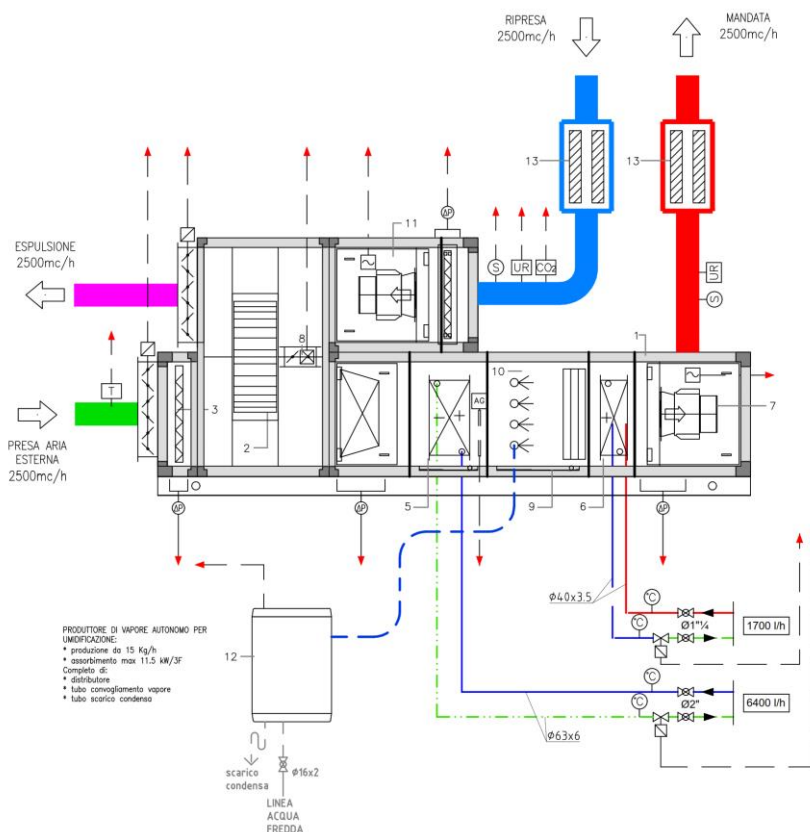 RIPRESA
2500mc/h
MANDATA
2500mc/h
13
13
ΔP
11
S
UR
CO₂
UR
S
ESPULSIONE
2500mc/h
8
1
T
10
3
AG
7
2
PRESA ARIA
ESTERNA
2500mc/h
5
9
6
ΔP
ΔP
ΔP
Ø40x3.5
°C
°C
Ø1"¼
1700 l/h
PRODUTTORE DI VAPORE AUTONOMO PER
UMIDIFICAZIONE:
* produzione da 15 Kg/h
* assorbimento max 11.5 kW/3F
Completo di:
* distributore
* tubo convogliamento vapore
* tubo scarico condensa
12
°C
°C
Ø2"
6400 l/h
Ø63x6
scarico
condensa
Ø16x2
LINEA
ACQUA
FREDDA